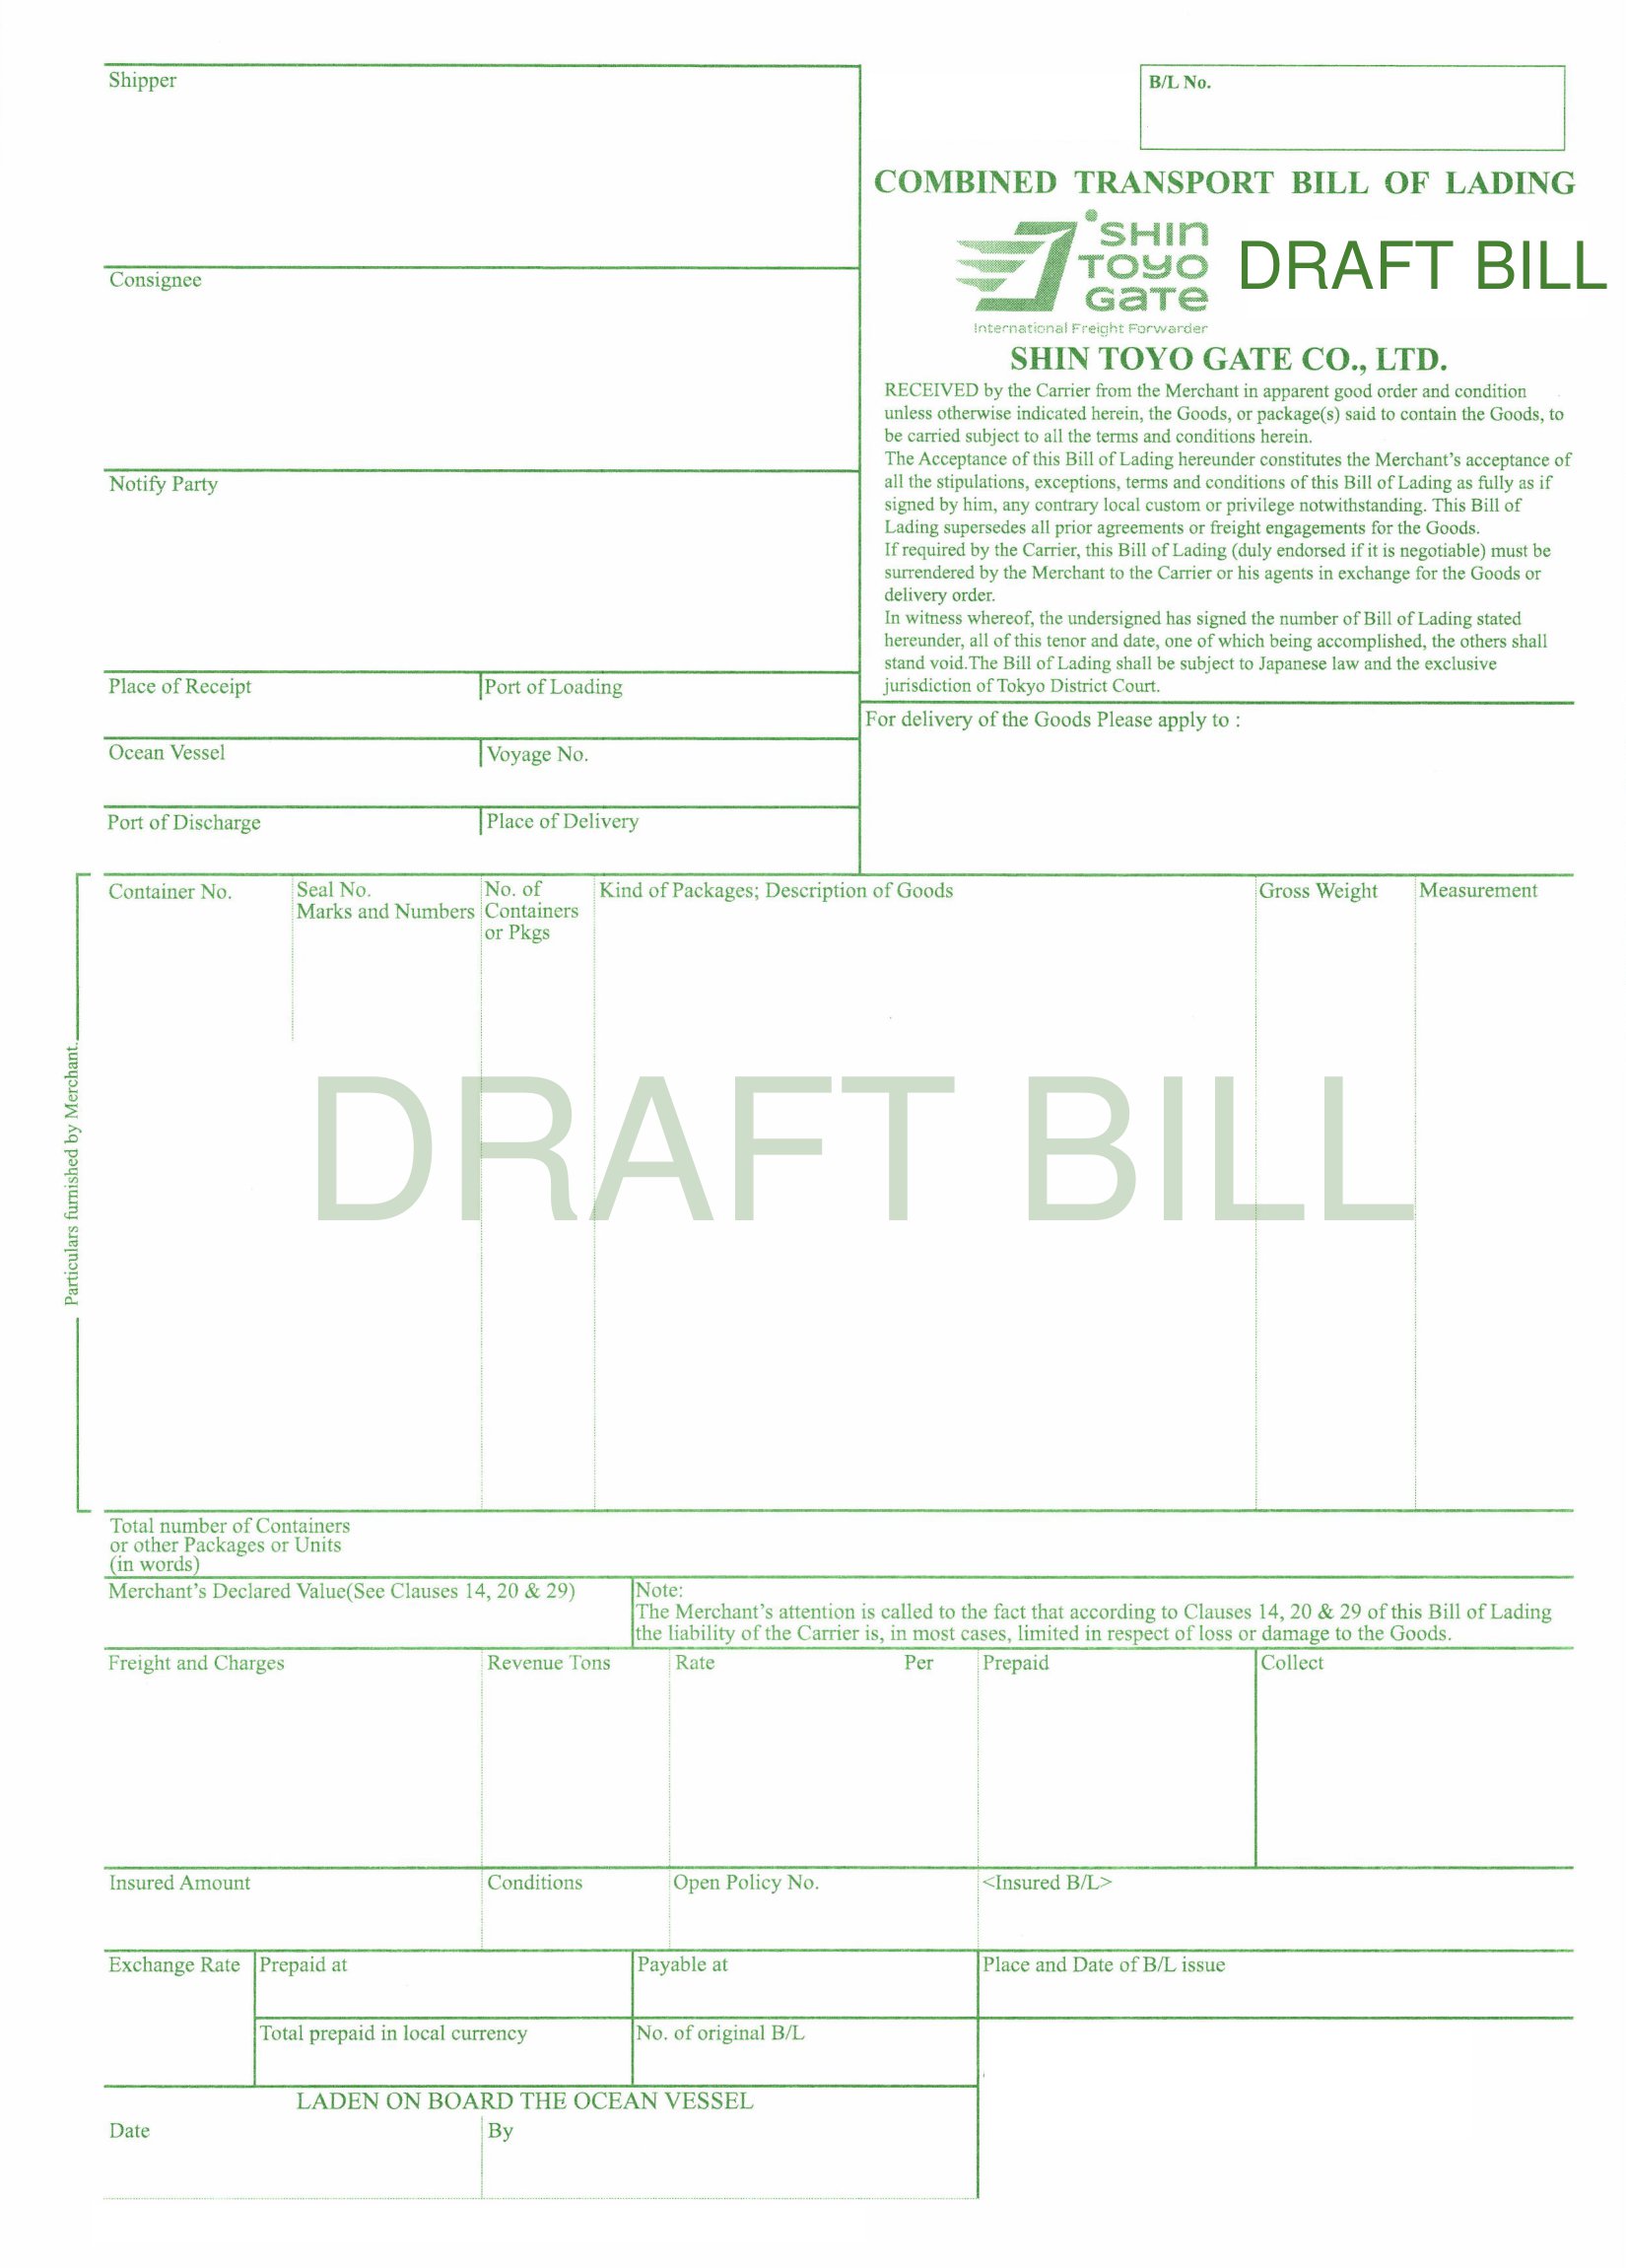 Shipper
B/L No.
COMBINED TRANSPORT BILL OF LADING
SHIN
TOYO
GATE
DRAFT BILL
International Freight Forwarder
SHIN TOYO GATE CO., LTD.
Consignee
RECEIVED by the Carrier from the Merchant in apparent good order and condition
unless otherwise indicated herein, the Goods, or package(s) said to contain the Goods, to
be carried subject to all the terms and conditions herein.
The Acceptance of this Bill of Lading hereunder constitutes the Merchant's acceptance of
all the stipulations, exceptions, terms and conditions of this Bill of Lading as fully as if
signed by him, any contrary local custom or privilege notwithstanding. This Bill of
Lading supersedes all prior agreements or freight engagements for the Goods.
If required by the Carrier, this Bill of Lading (duly endorsed if it is negotiable) must be
surrendered by the Merchant to the Carrier or his agents in exchange for the Goods or
delivery order.
In witness whereof, the undersigned has signed the number of Bill of Lading stated
hereunder, all of this tenor and date, one of which being accomplished, the others shall
stand void.The Bill of Lading shall be subject to Japanese law and the exclusive
jurisdiction of Tokyo District Court.
Notify Party
Place of Receipt
Port of Loading
For delivery of the Goods Please apply to :
Ocean Vessel
Voyage No.
Port of Discharge
Place of Delivery
Container No.
Seal No.
Marks and Numbers
No. of
Containers
or Pkgs
Kind of Packages; Description of Goods
Gross Weight
Measurement
Particulars furnished by Merchant.
DRAFT BILL
Total number of Containers
or other Packages or Units
(in words)
Merchant's Declared Value(See Clauses 14, 20 & 29)
Note:
The Merchant's attention is called to the fact that according to Clauses 14, 20 & 29 of this Bill of Lading
the liability of the Carrier is, in most cases, limited in respect of loss or damage to the Goods.
Freight and Charges
Revenue Tons
Rate
Per
Prepaid
Collect
Insured Amount
Conditions
Open Policy No.
<Insured B/L>
Exchange Rate
Prepaid at
Payable at
Place and Date of B/L issue
Total prepaid in local currency
No. of original B/L
LADEN ON BOARD THE OCEAN VESSEL
Date
By